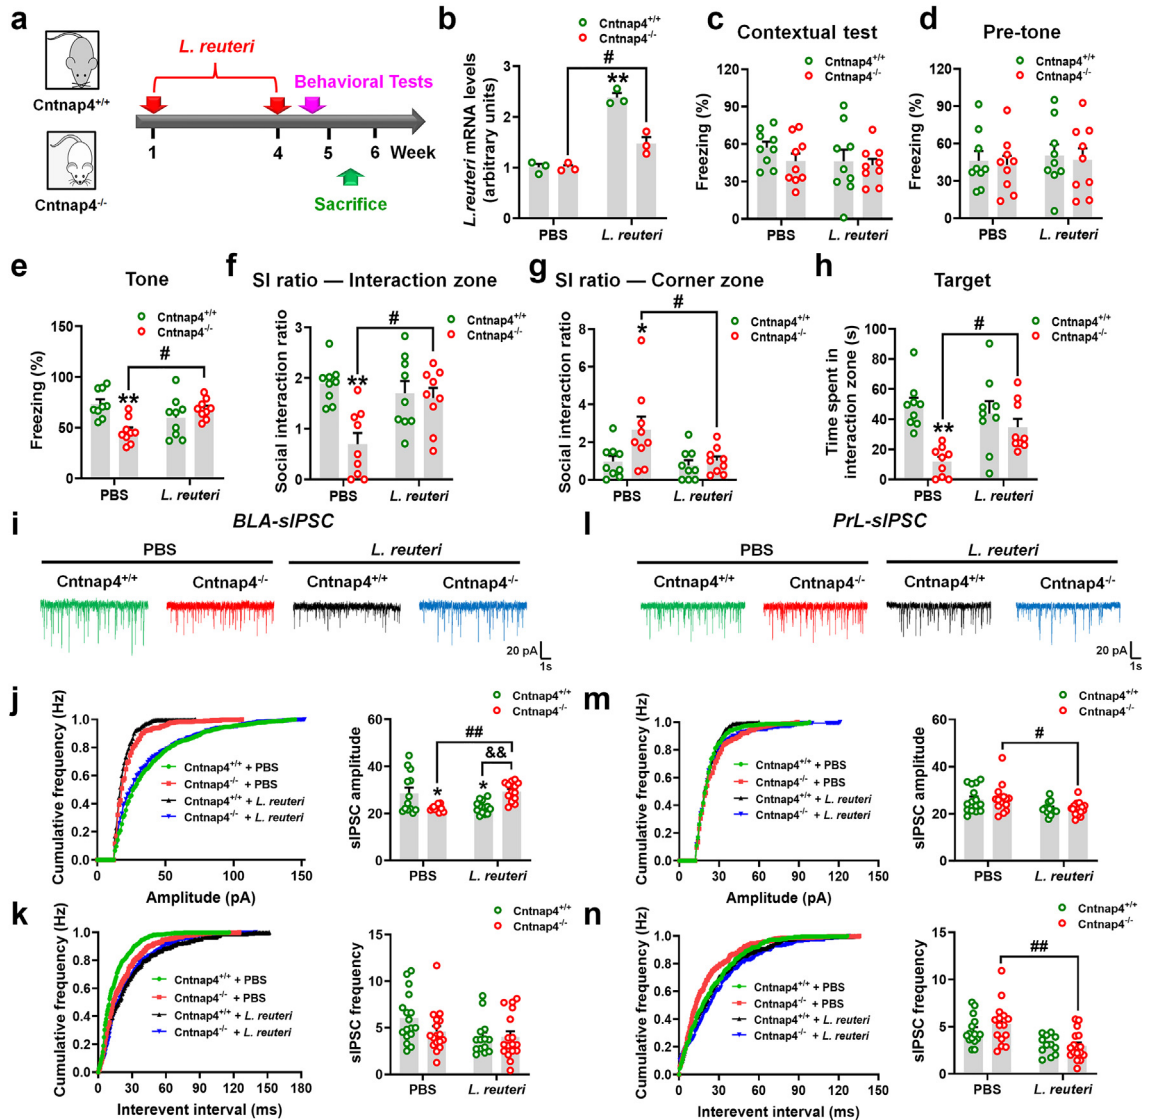 a
L. reuteri
Cntnap4+/+
Behavioral Tests
1 4 5 6 Week
Cntnap4-/-
Sacrifice
b
Cntnap4+/+
Cntnap4-/-
L.reuteri mRNA levels
(arbitrary units)
3
2
1
0
#
**
PBS L. reuteri
c
Contextual test
Cntnap4+/+
Cntnap4-/-
Freezing (%)
120
90
60
30
0
PBS L. reuteri
d
Pre-tone
Cntnap4+/+
Cntnap4-/-
Freezing (%)
120
90
60
30
0
PBS L. reuteri
e
Tone
Cntnap4+/+
Cntnap4-/-
Freezing (%)
150
100
50
0
#
**
PBS L. reuteri
f
SI ratio — Interaction zone
Cntnap4+/+
Cntnap4-/-
Social interaction ratio
3
2
1
0
#
**
PBS L. reuteri
g
SI ratio — Corner zone
Cntnap4+/+
Cntnap4-/-
Social interaction ratio
8
6
4
2
0
#
*
PBS L. reuteri
h
Target
Cntnap4+/+
Cntnap4-/-
Time spent in
interaction zone (s)
100
80
60
40
20
0
#
**
PBS L. reuteri
i
BLA-sIPSC
PBS L. reuteri
Cntnap4+/+ Cntnap4-/- Cntnap4+/+ Cntnap4-/-
20 pA
1s
l
PrL-sIPSC
PBS L. reuteri
Cntnap4+/+ Cntnap4-/- Cntnap4+/+ Cntnap4-/-
20 pA
1s
j
Cumulative frequency (Hz)
1.0
0.8
0.6
0.4
0.2
0.0
Cntnap4+/+ + PBS
Cntnap4-/- + PBS
Cntnap4+/+ + L. reuteri
Cntnap4-/- + L. reuteri
0 50 100 150
Amplitude (pA)
Cntnap4+/+
Cntnap4-/-
sIPSC amplitude
60
40
20
0
##
&&
* *
PBS L. reuteri
m
Cumulative frequency (Hz)
1.0
0.8
0.6
0.4
0.2
0.0
Cntnap4+/+ + PBS
Cntnap4-/- + PBS
Cntnap4+/+ + L. reuteri
Cntnap4-/- + L. reuteri
0 30 60 90 120 150
Amplitude (pA)
Cntnap4+/+
Cntnap4-/-
sIPSC amplitude
60
40
20
0
#
PBS L. reuteri
k
Cumulative frequency (Hz)
1.0
0.8
0.6
0.4
0.2
0.0
Cntnap4+/+ + PBS
Cntnap4-/- + PBS
Cntnap4+/+ + L. reuteri
Cntnap4-/- + L. reuteri
0 30 60 90 120 150 180
Interevent interval (ms)
Cntnap4+/+
Cntnap4-/-
sIPSC frequency
15
10
5
0
PBS L. reuteri
n
Cumulative frequency (Hz)
1.0
0.8
0.6
0.4
0.2
0.0
Cntnap4+/+ + PBS
Cntnap4-/- + PBS
Cntnap4+/+ + L. reuteri
Cntnap4-/- + L. reuteri
0 30 60 90 120 150
Interevent interval (ms)
Cntnap4+/+
Cntnap4-/-
sIPSC frequency
15
10
5
0
##
PBS L. reuteri